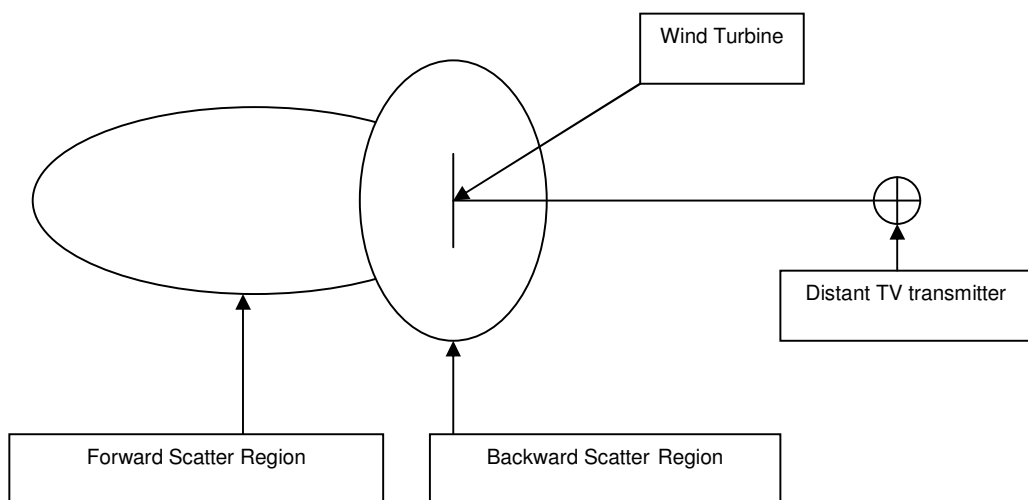 Wind Turbine
Distant TV transmitter
Forward Scatter Region
Backward Scatter Region